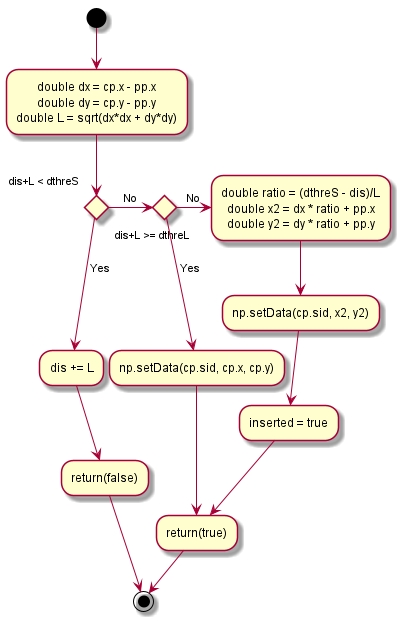 double dx = cp.x - pp.x
double dy = cp.y - pp.y
double L = sqrt(dx*dx + dy*dy)
dis+L < dthreS
No
No
dis+L >= dthreL
double ratio = (dthreS - dis)/L
double x2 = dx * ratio + pp.x
double y2 = dy * ratio + pp.y
Yes
Yes
np.setData(cp.sid, x2, y2)
dis += L
np.setData(cp.sid, cp.x, cp.y)
inserted = true
return(false)
return(true)